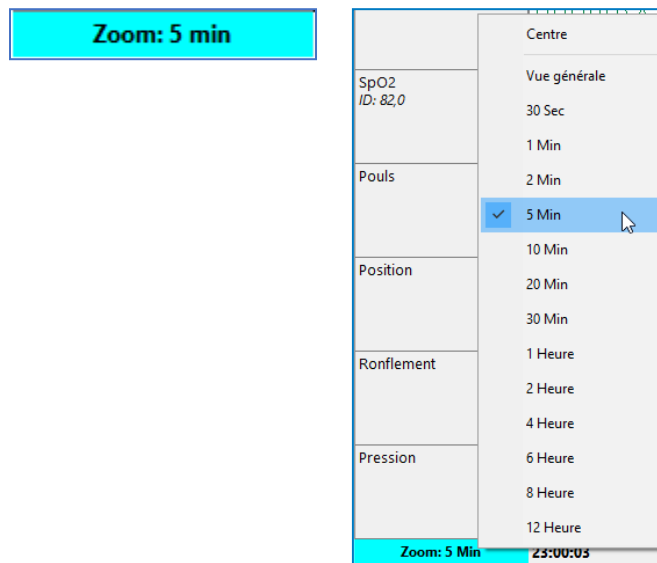 Zoom: 5 min
SpO2
ID: 82,0
Pouls
Position
Ronflement
Pression
Zoom: 5 Min
23:00:03
Centre
Vue générale
30 Sec
1 Min
2 Min
5 Min
10 Min
20 Min
30 Min
1 Heure
2 Heure
4 Heure
6 Heure
8 Heure
12 Heure